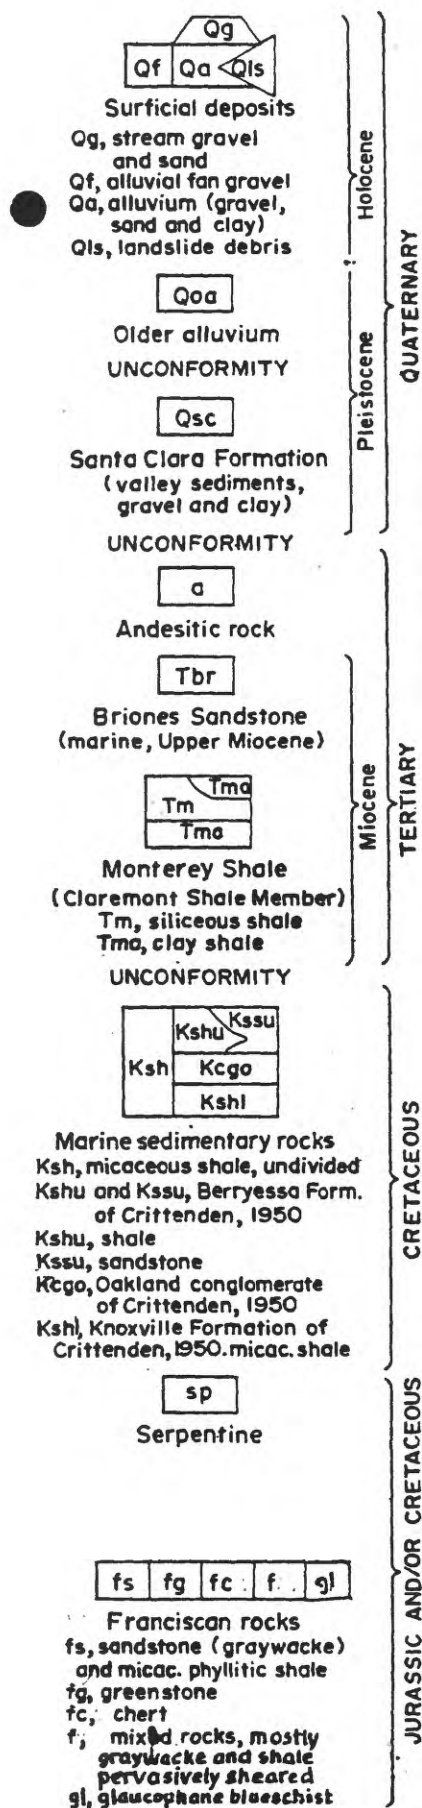 Qg
Qf Qa Qls
Surficial deposits
Qg, stream gravel
and sand
Qf, alluvial fan gravel
Qa, alluvium (gravel,
sand and clay)
Qls, landslide debris
Holocene
?
Qoa
Older alluvium
UNCONFORMITY
Qsc
Santa Clara Formation
(valley sediments,
gravel and clay)
Pleistocene
QUATERNARY
UNCONFORMITY
a
Andesitic rock
Tbr
Briones Sandstone
(marine, Upper Miocene)
Tma
Tm
Tma
Monterey Shale
(Claremont Shale Member)
Tm, siliceous shale
Tma, clay shale
Miocene
TERTIARY
UNCONFORMITY
Kssu
Kshu
Ksh Kcgo
Kshl
Marine sedimentary rocks
Ksh, micaceous shale, undivided
Kshu and Kssu, Berryessa Form.
of Crittenden, 1950
Kshu, shale
Kssu, sandstone
Kcgo, Oakland conglomerate
of Crittenden, 1950
Kshl, Knoxville Formation of
Crittenden, 1950. micac. shale
CRETACEOUS
sp
Serpentine
fs fg fc f gl
Franciscan rocks
fs, sandstone (graywacke)
and micac. phyllitic shale
fg, greenstone
fc, chert
f, mixed rocks, mostly
graywacke and shale
pervasively sheared
gl, glaucophane blueschist
JURASSIC AND/OR CRETACEOUS